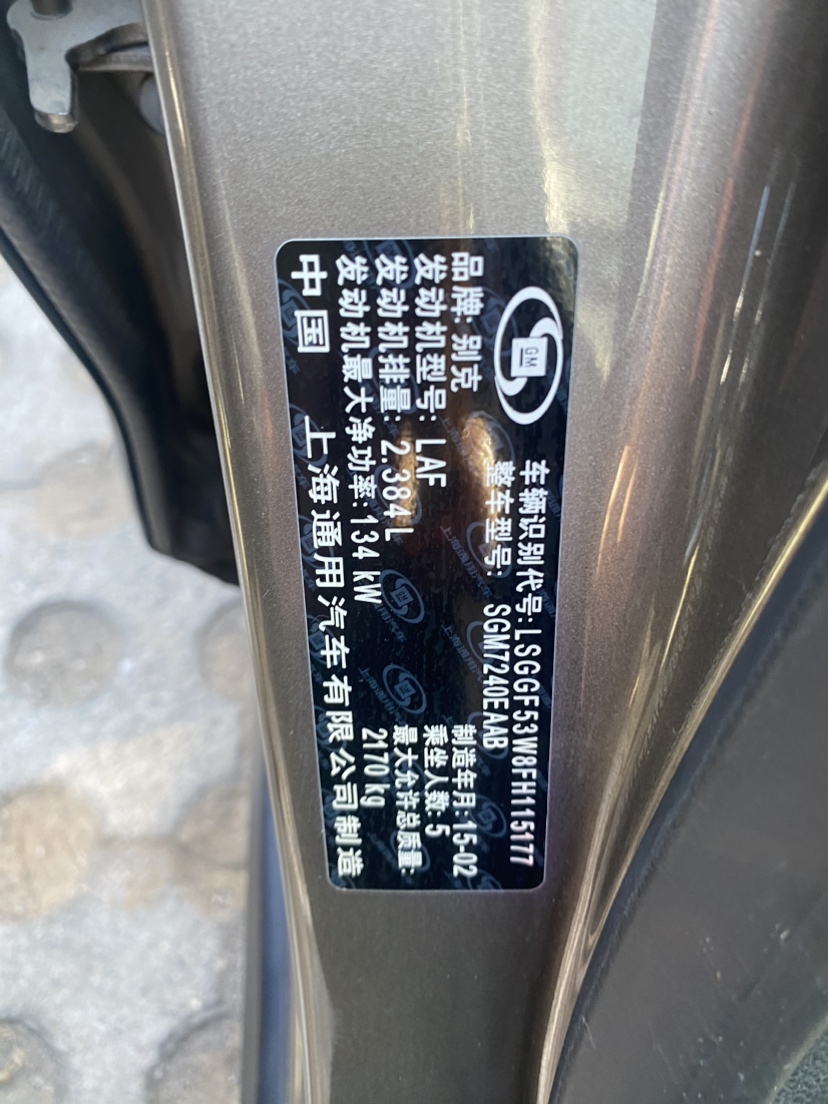 GM
车辆识别代号:LSGGF53W8FH115177
整车型号: SGM7240EAAB
品牌: 别克 制造年月:15-02
发动机型号: LAF 乘坐人数:5
发动机排量: 2.384L 最大允许总质量:
发动机最大净功率:134 kW 2170 kg
中国 上海通用汽车有限公司制造